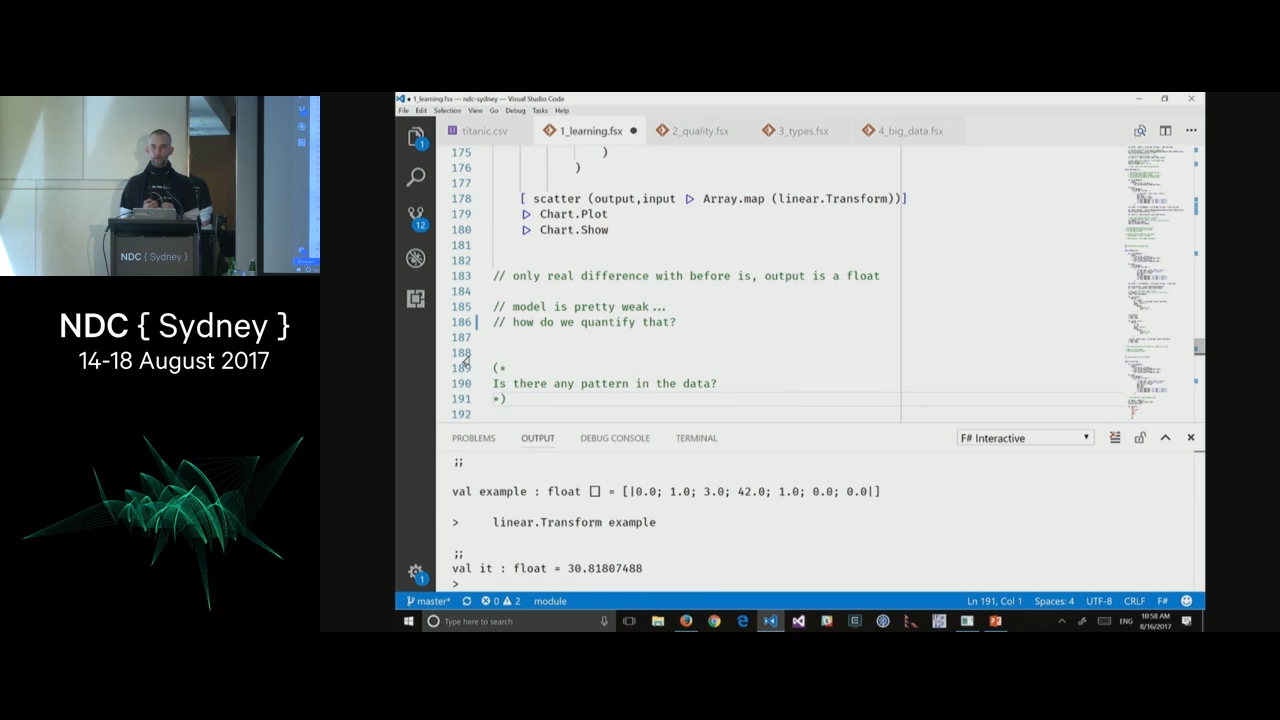 NDC { Sydney }
NDC { Sydney }
14-18 August 2017
1_learning.fsx — ndc-sydney — Visual Studio Code
File Edit Selection View Go Debug Tasks Help
titanic.csv 1_learning.fsx 2_quality.fsx 3_types.fsx 4_big_data.fsx
175 )
176 )
177
178 [ scatter (output,input ▷ Array.map (linear.Transform))]
179 ▷ Chart.Plot
180 ▷ Chart.Show
181
182
183 // only real difference with before is, output is a float
184
185 // model is pretty weak...
186 // how do we quantify that?
187
188
189 (*
190 Is there any pattern in the data?
191 *)
192
1
12
1
PROBLEMS OUTPUT DEBUG CONSOLE TERMINAL F# Interactive
;;
val example : float [] = [|0.0; 1.0; 3.0; 42.0; 1.0; 0.0; 0.0|]
> linear.Transform example
;;
val it : float = 30.81807488
>
master* 0 2 module Ln 191, Col 1 Spaces: 4 UTF-8 CRLF F#
Type here to search ENG 10:58 AM
8/16/2017